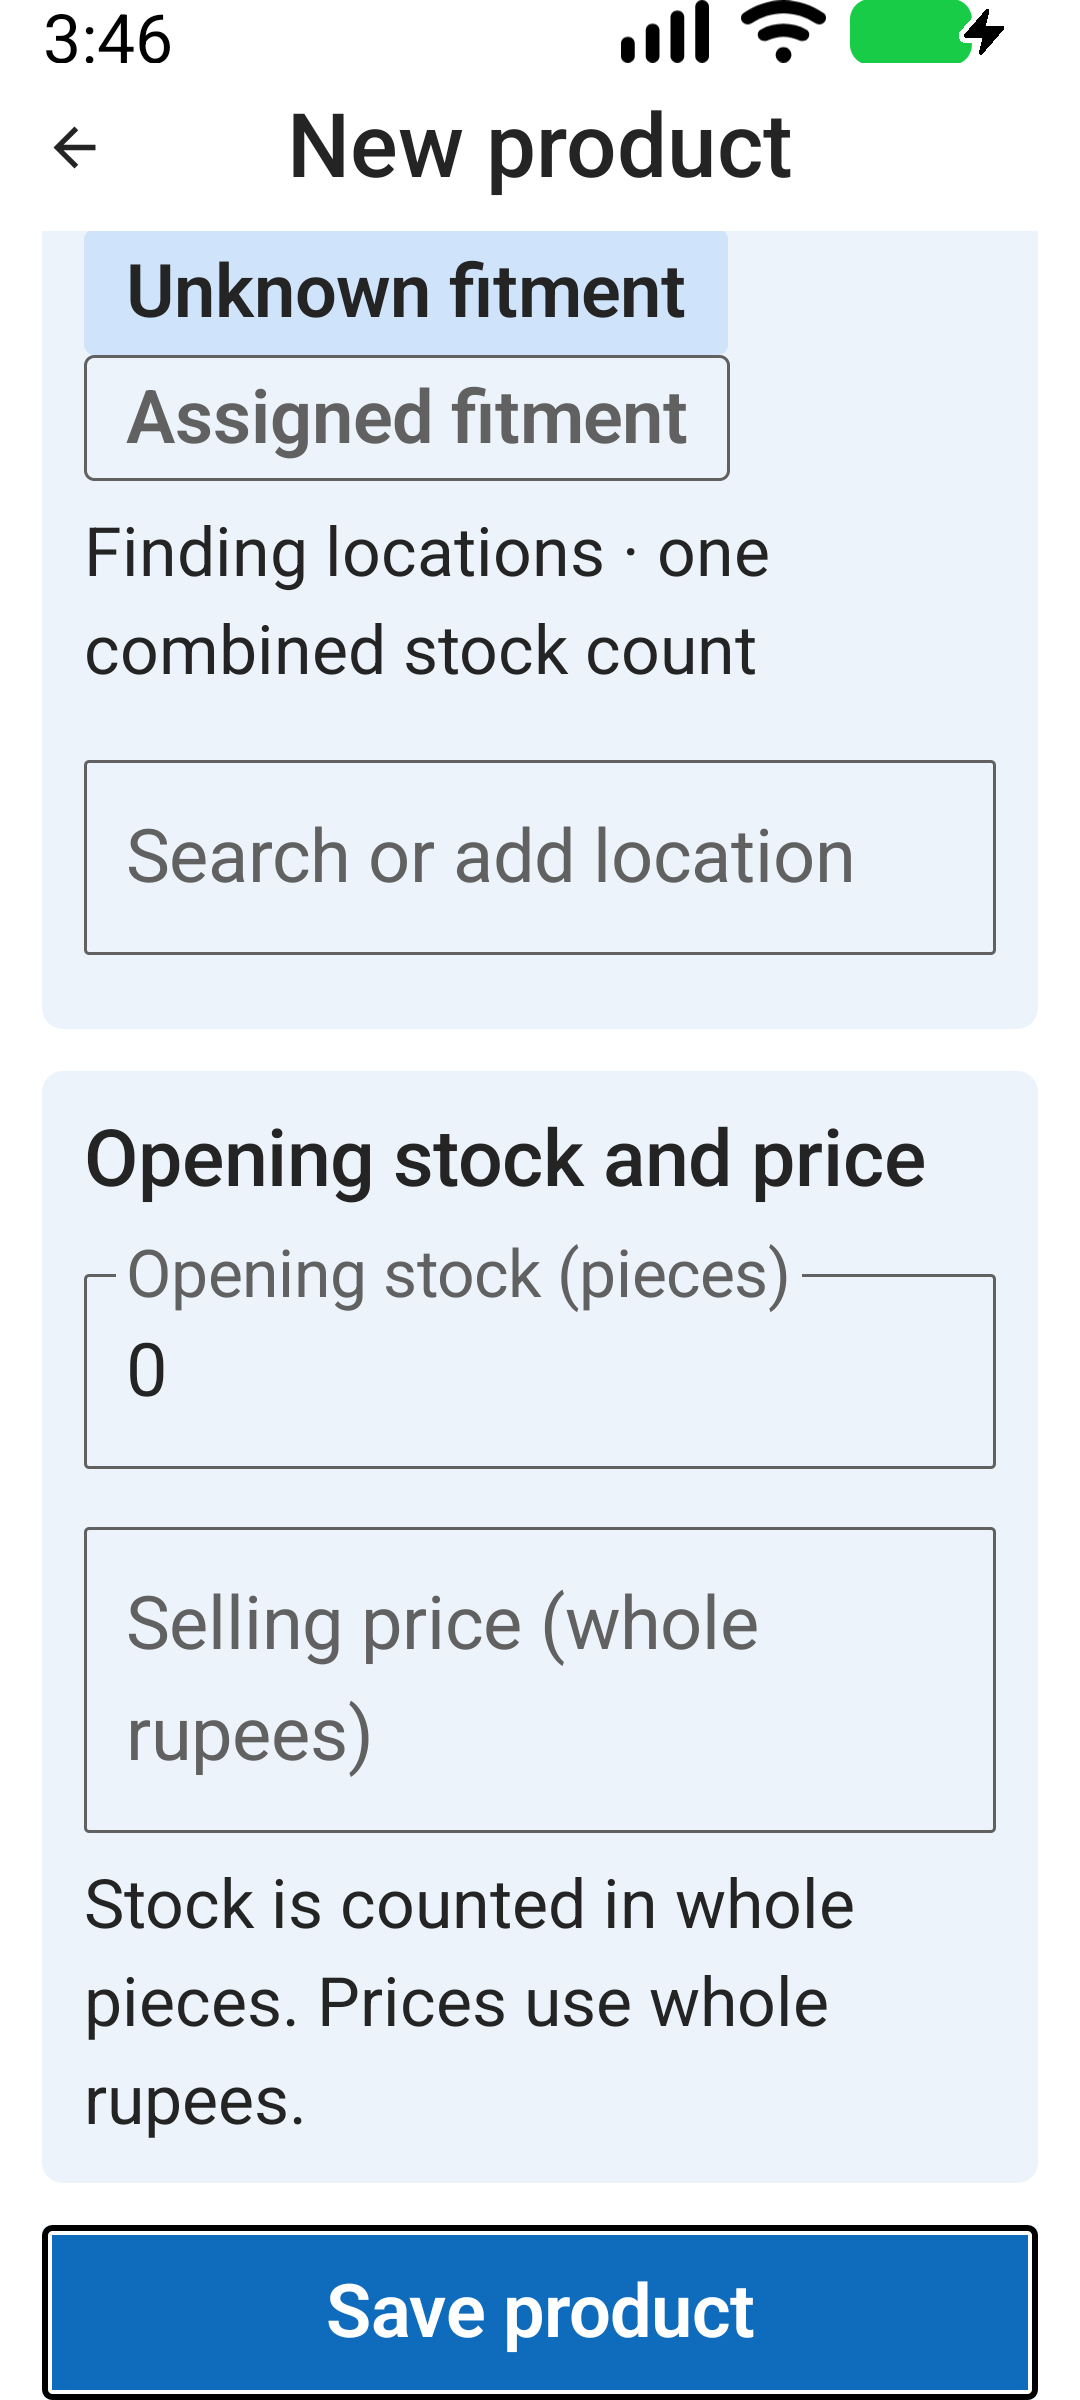 3:46
New product
Unknown fitment
Assigned fitment
Finding locations · one
combined stock count
Search or add location
Opening stock and price
Opening stock (pieces)
0
Selling price (whole
rupees)
Stock is counted in whole
pieces. Prices use whole
rupees.
Save product